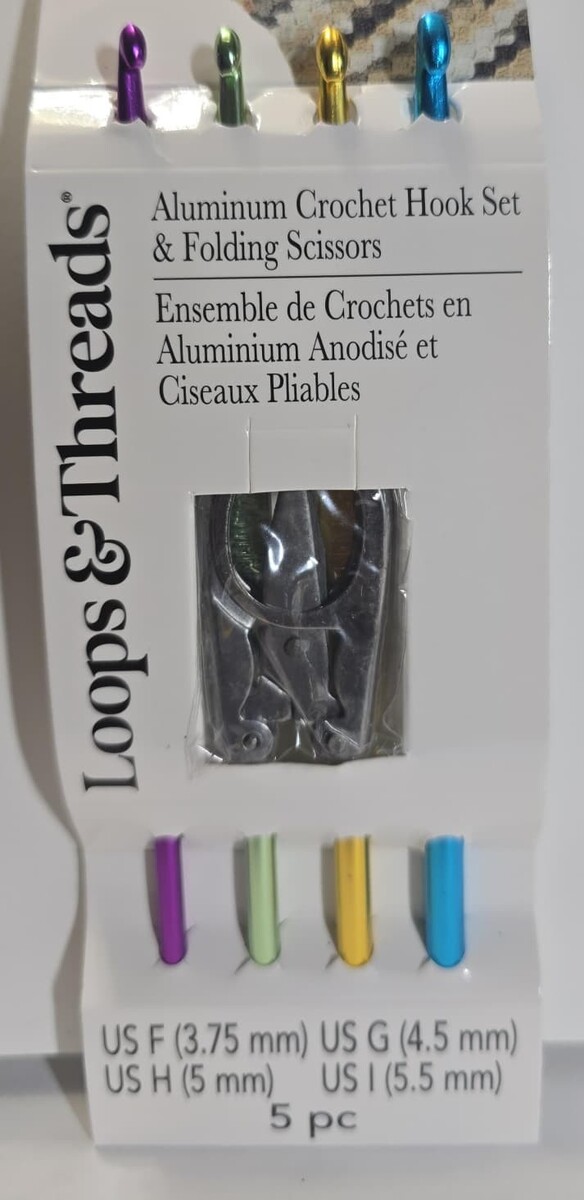 Loops & Threads®
Aluminum Crochet Hook Set
& Folding Scissors
Ensemble de Crochets en
Aluminium Anodisé et
Ciseaux Pliables
US F (3.75 mm) US G (4.5 mm)
US H (5 mm) US I (5.5 mm)
5 pc